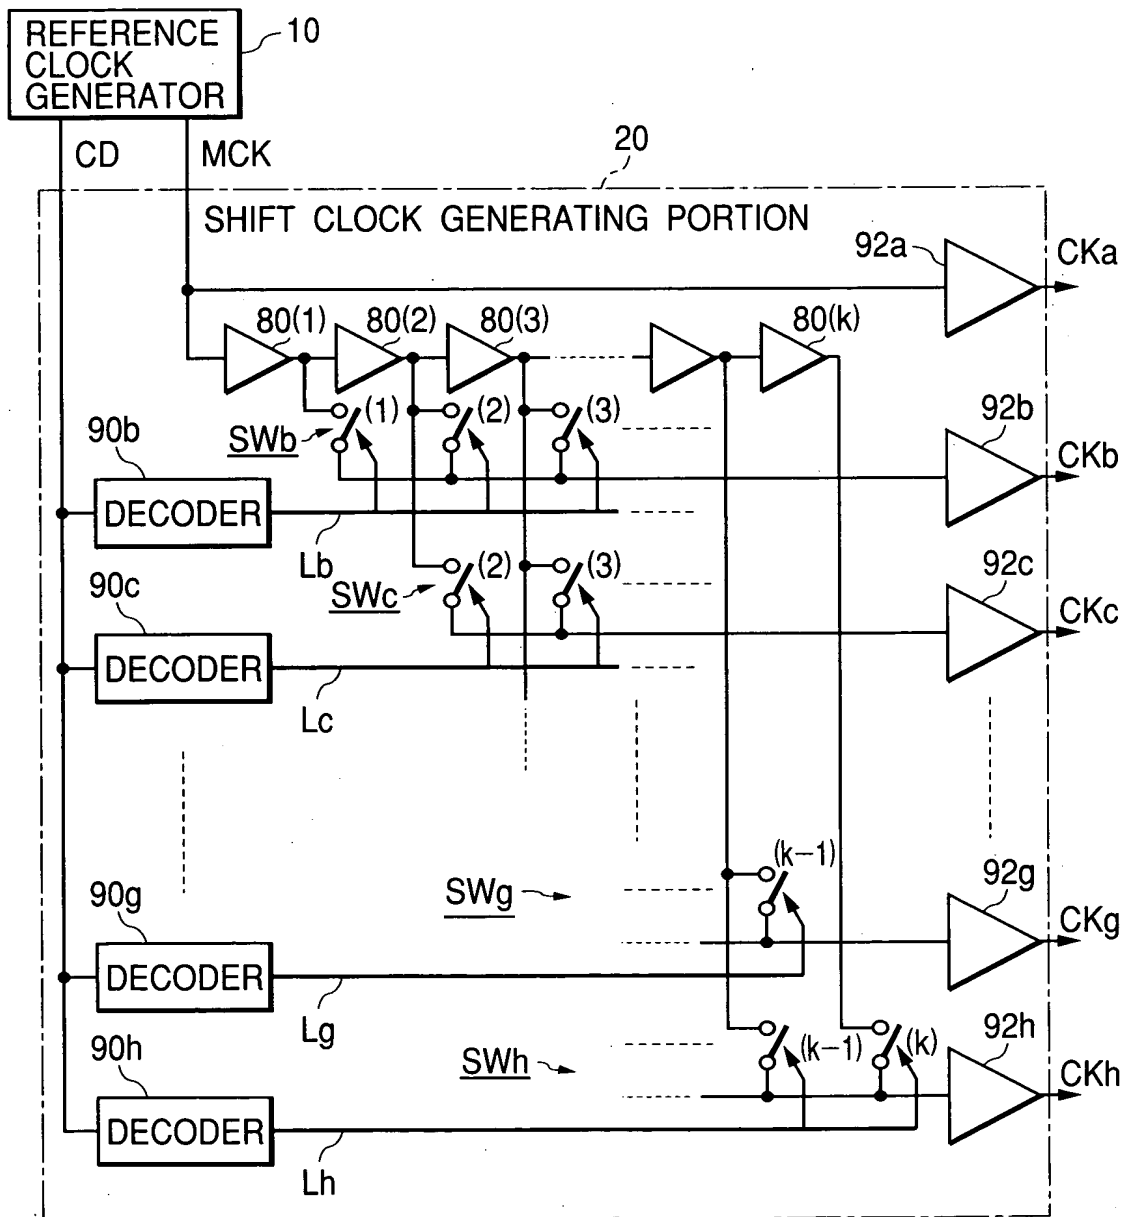 REFERENCE
CLOCK
GENERATOR
10
CD
MCK
20
SHIFT CLOCK GENERATING PORTION
92a
CKa
80(1)
80(2)
80(3)
80(k)
(1)
(2)
(3)
SWb
90b
DECODER
Lb
92b
CKb
(2)
(3)
SWc
90c
DECODER
Lc
92c
CKc
(k-1)
SWg
90g
DECODER
Lg
92g
CKg
(k-1)
(k)
SWh
90h
DECODER
Lh
92h
CKh